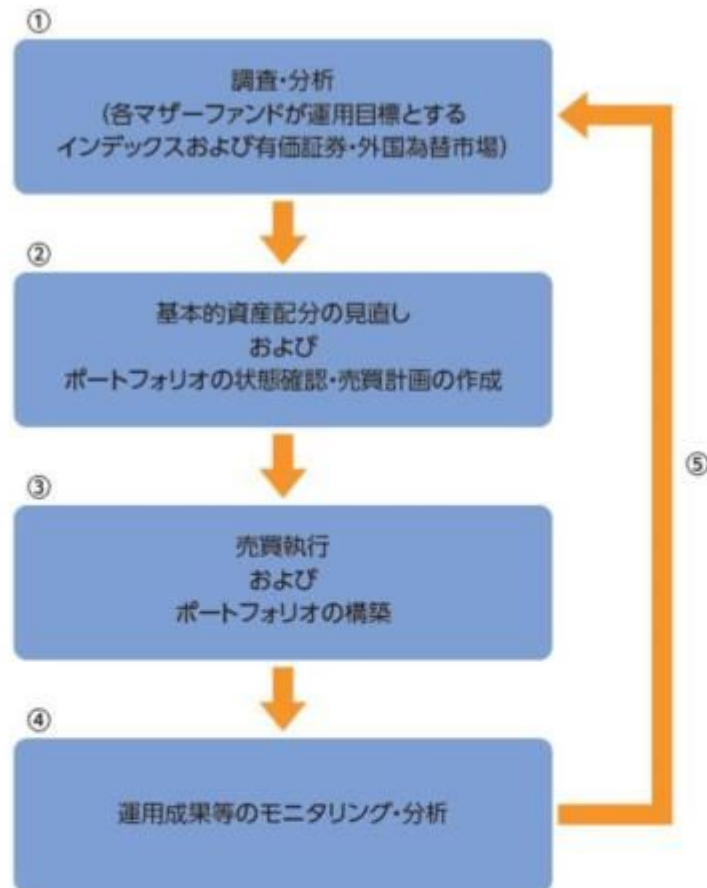 ①
調査・分析
(各マザーファンドが運用目標とする
インデックスおよび有価証券・外国為替市場)
②
基本的資産配分の見直し
および
ポートフォリオの状態確認・売買計画の作成
③
売買執行
および
ポートフォリオの構築
④
運用成果等のモニタリング・分析
⑤